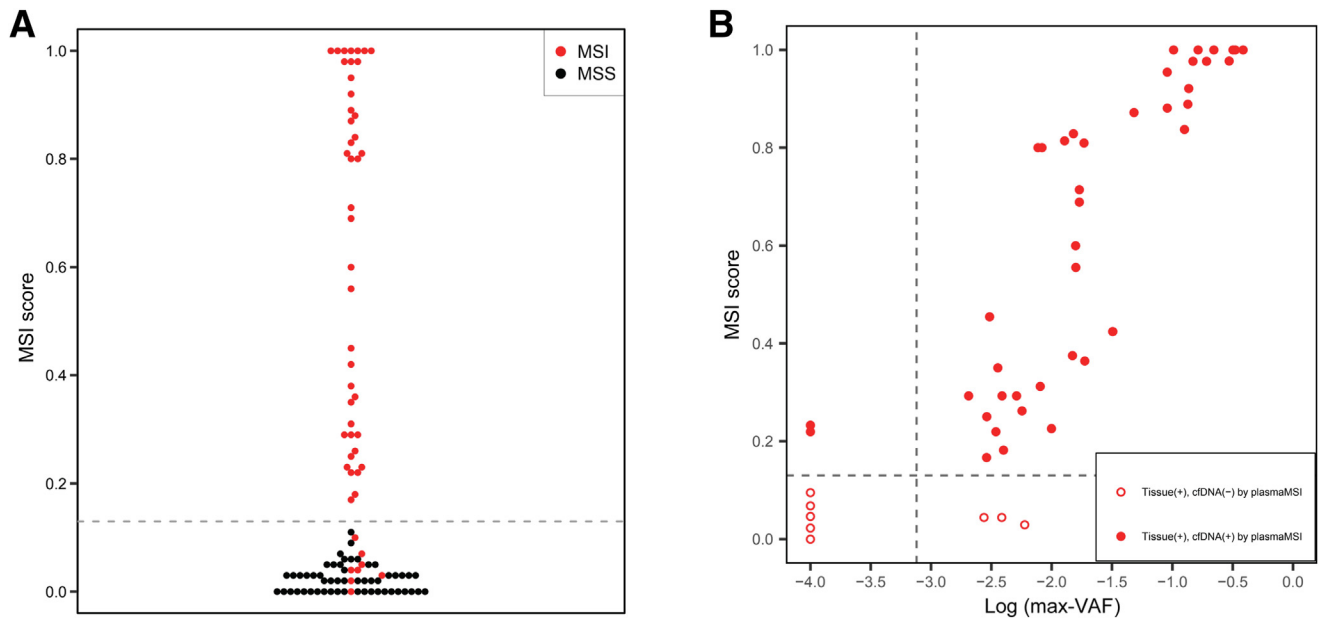 A
MSI score
1.0
0.8
0.6
0.4
0.2
0.0
MSI
MSS
B
MSI score
1.0
0.8
0.6
0.4
0.2
0.0
Tissue(+), cfDNA(−) by plasmaMSI
Tissue(+), cfDNA(+) by plasmaMSI
−4.0 −3.5 −3.0 −2.5 −2.0 −1.5 −1.0 −0.5 0.0
Log (max-VAF)